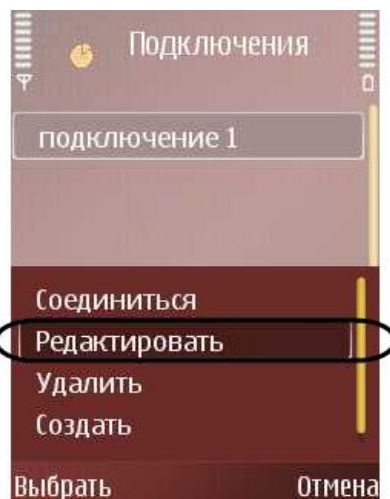 Подключения
подключение 1
Соединиться
Редактировать
Удалить
Создать
Выбрать Отмена